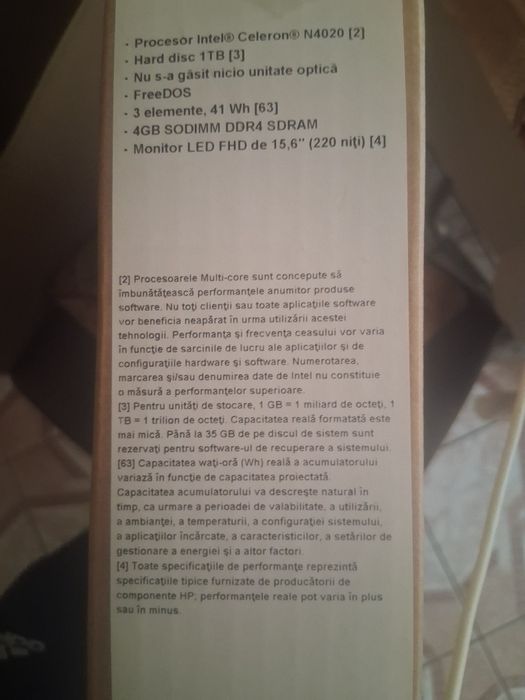 · Procesor Intel® Celeron® N4020 [2]
· Hard disc 1TB [3]
· Nu s-a găsit nicio unitate optică
· FreeDOS
· 3 elemente, 41 Wh [63]
· 4GB SODIMM DDR4 SDRAM
· Monitor LED FHD de 15,6" (220 niţi) [4]
[2] Procesoarele Multi-core sunt concepute să
îmbunătăţească performanţele anumitor produse
software. Nu toţi clienţii sau toate aplicaţiile software
vor beneficia neapărat în urma utilizării acestei
tehnologii. Performanţa şi frecvenţa ceasului vor varia
în funcţie de sarcinile de lucru ale aplicaţiilor şi de
configuraţiile hardware şi software. Numerotarea,
marcarea şi/sau denumirea date de Intel nu constituie
o măsură a performanţelor superioare.
[3] Pentru unităţi de stocare, 1 GB = 1 miliard de octeţi, 1
TB = 1 trilion de octeţi. Capacitatea reală formatată este
mai mică. Până la 35 GB de pe discul de sistem sunt
rezervaţi pentru software-ul de recuperare a sistemului.
[63] Capacitatea waţi-oră (Wh) reală a acumulatorului
variază în funcţie de capacitatea proiectată.
Capacitatea acumulatorului va descreşte natural în
timp, ca urmare a perioadei de valabilitate, a utilizării,
a ambianţei, a temperaturii, a configuraţiei sistemului,
a aplicaţiilor încărcate, a caracteristicilor, a setărilor de
gestionare a energiei şi a altor factori.
[4] Toate specificaţiile de performanţe reprezintă
specificaţiile tipice furnizate de producătorii de
componente HP; performanţele reale pot varia în plus
sau în minus.